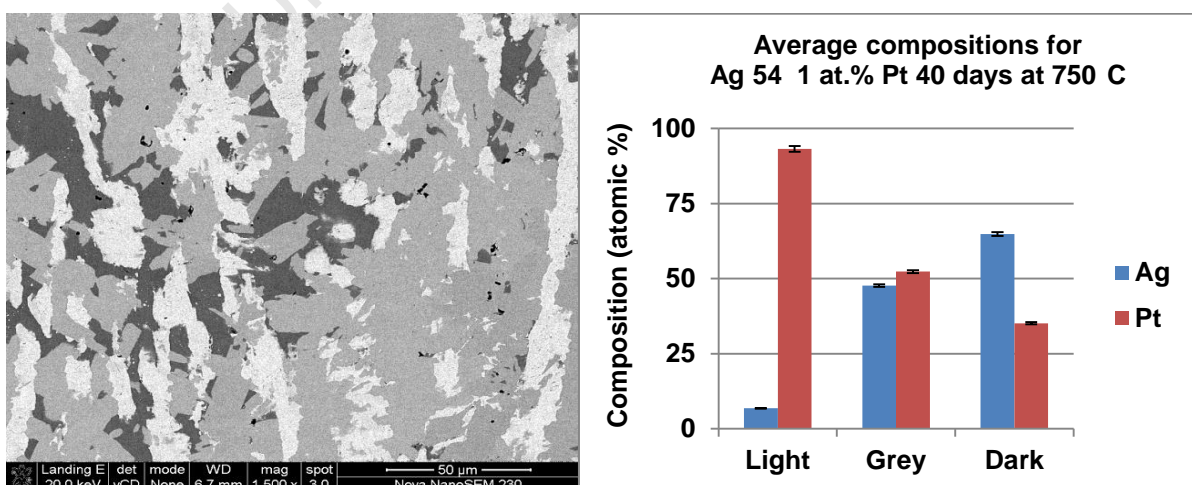 Average compositions for
Ag 54 1 at.% Pt 40 days at 750 C
Composition (atomic %)
100
75
50
25
0
Light Grey Dark
Ag
Pt
Landing E det mode WD mag spot 50 µm
20.0 keV vCD None 6.7 mm 1 500 x 3.0 Nova NanoSEM 230